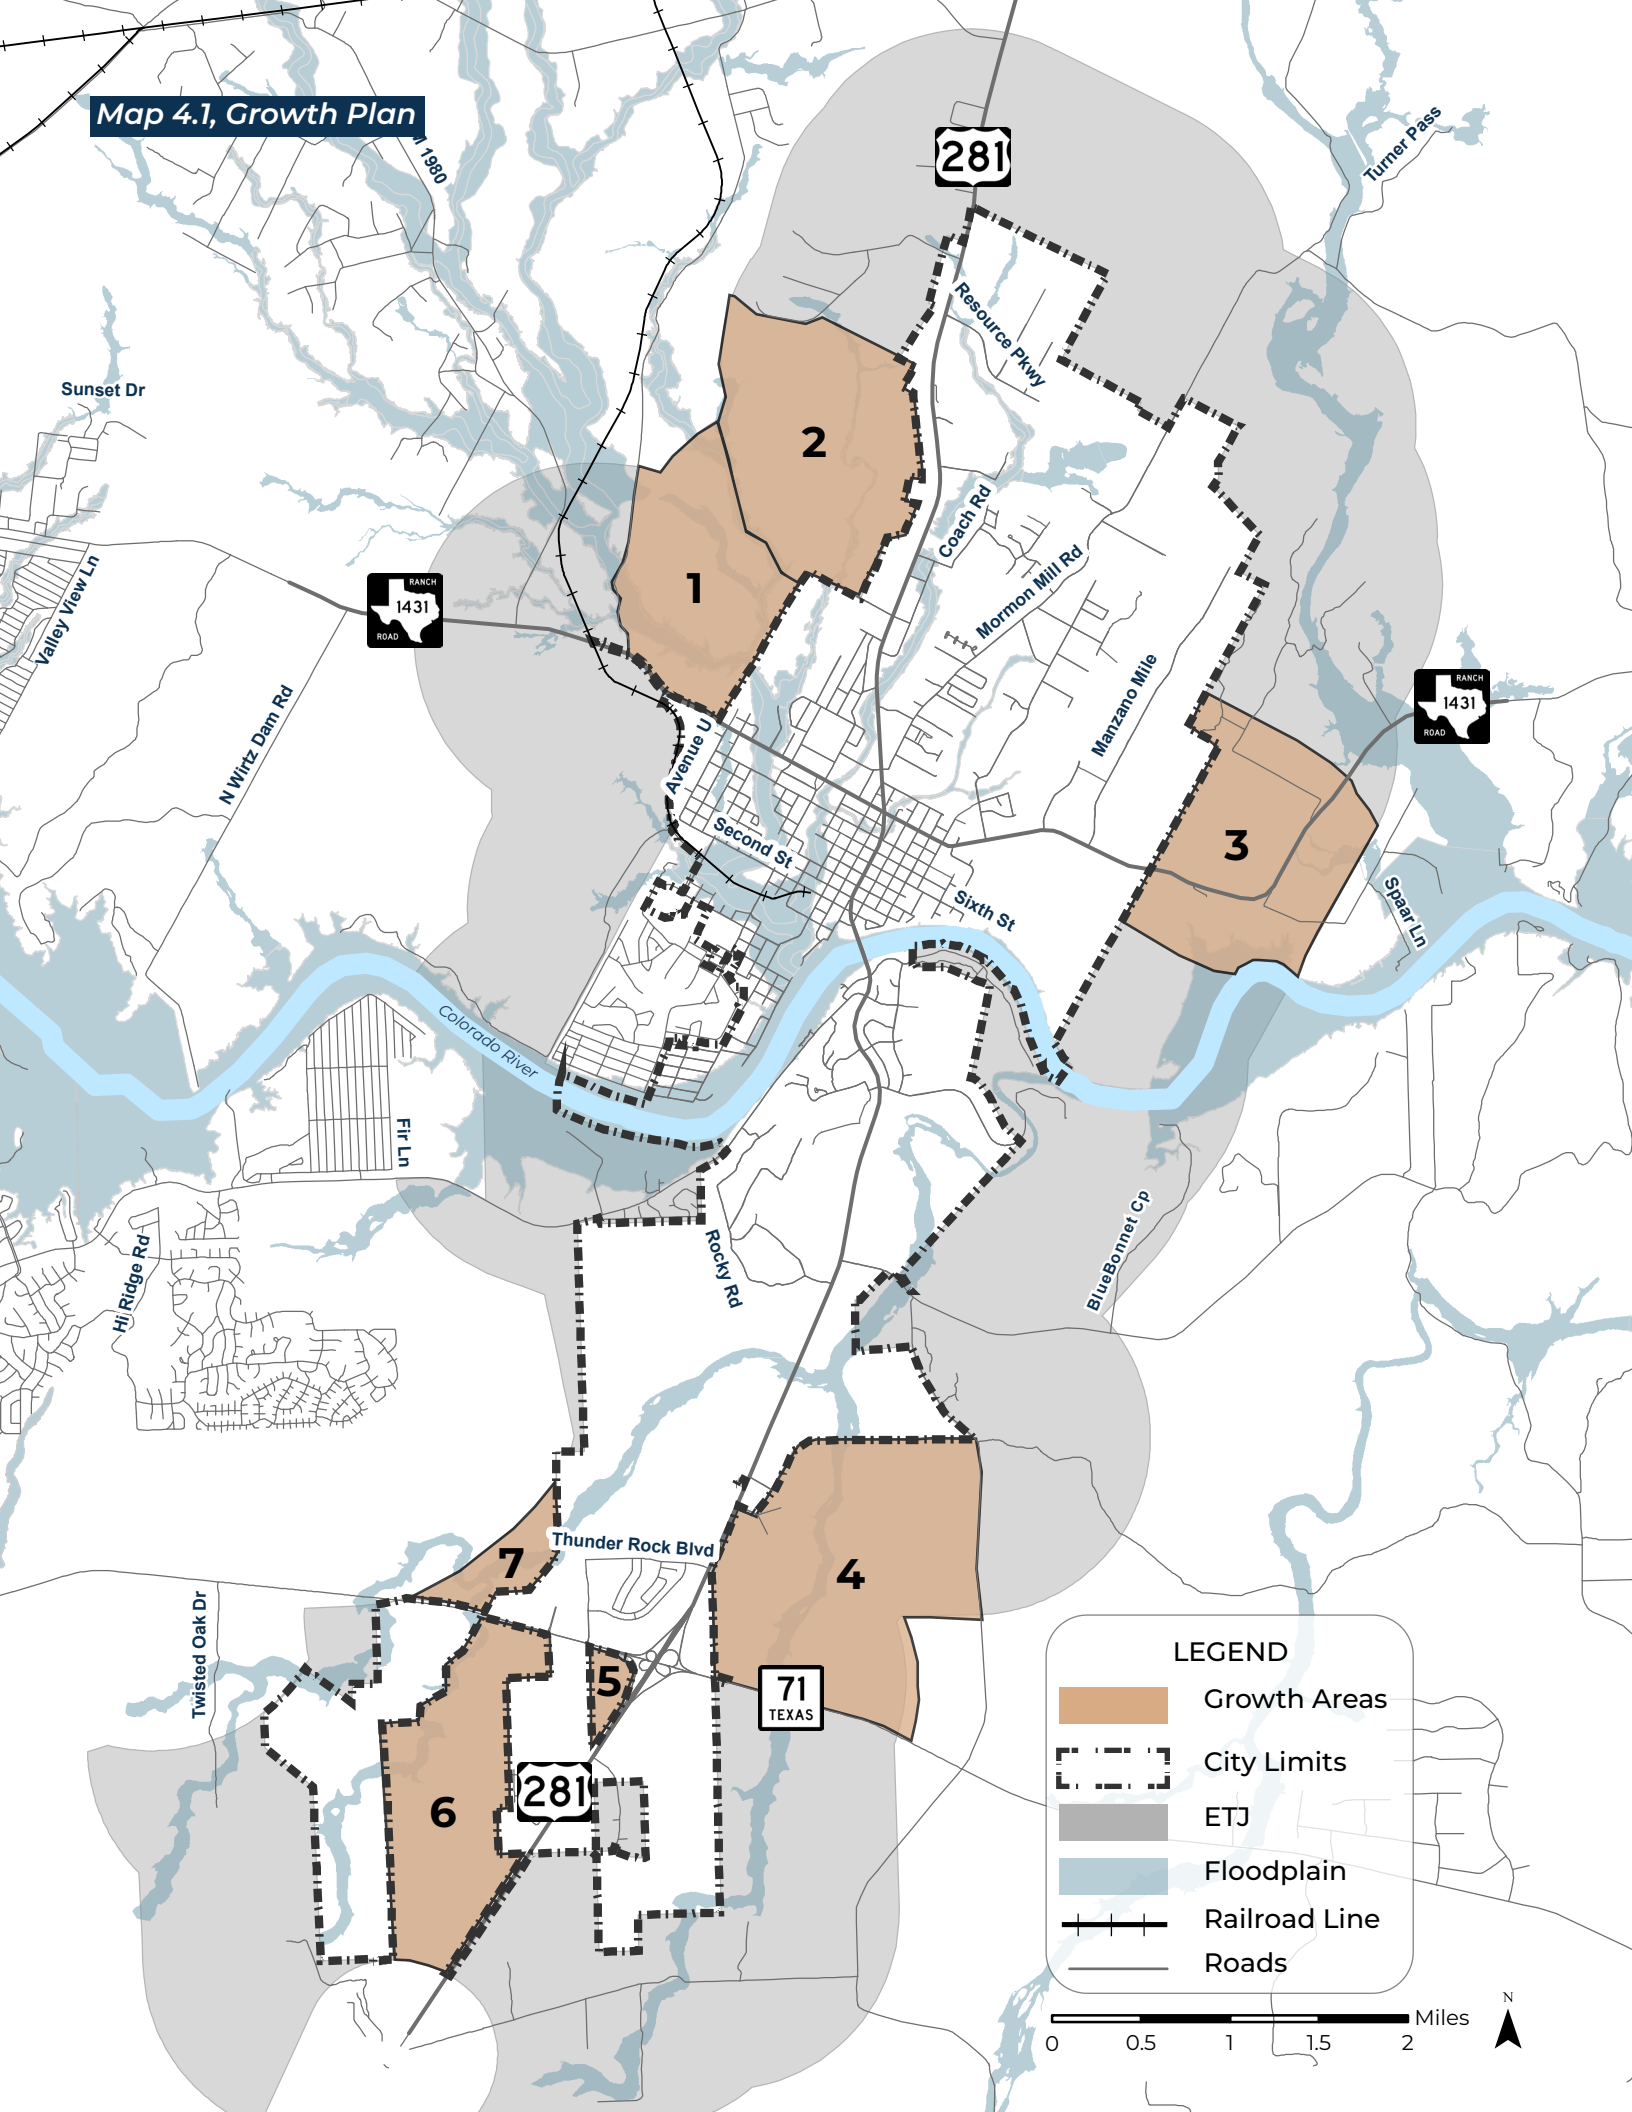 Map 4.1, Growth Plan
M 1980
281
Turner Pass
Resource Pkwy
Sunset Dr
2
Coach Rd
Mormon Mill Rd
Valley View Ln
1
RANCH
1431
ROAD
RANCH
1431
ROAD
Manzano Mile
N Wirtz Dam Rd
Avenue U
Second St
3
Sixth St
Spaar Ln
Colorado River
Fir Ln
Rocky Rd
BlueBonnet Cp
Hi Ridge Rd
Thunder Rock Blvd
7
4
Twisted Oak Dr
5
71
TEXAS
281
6
LEGEND
Growth Areas
City Limits
ETJ
Floodplain
Railroad Line
Roads
N
Miles
0 0.5 1 1.5 2